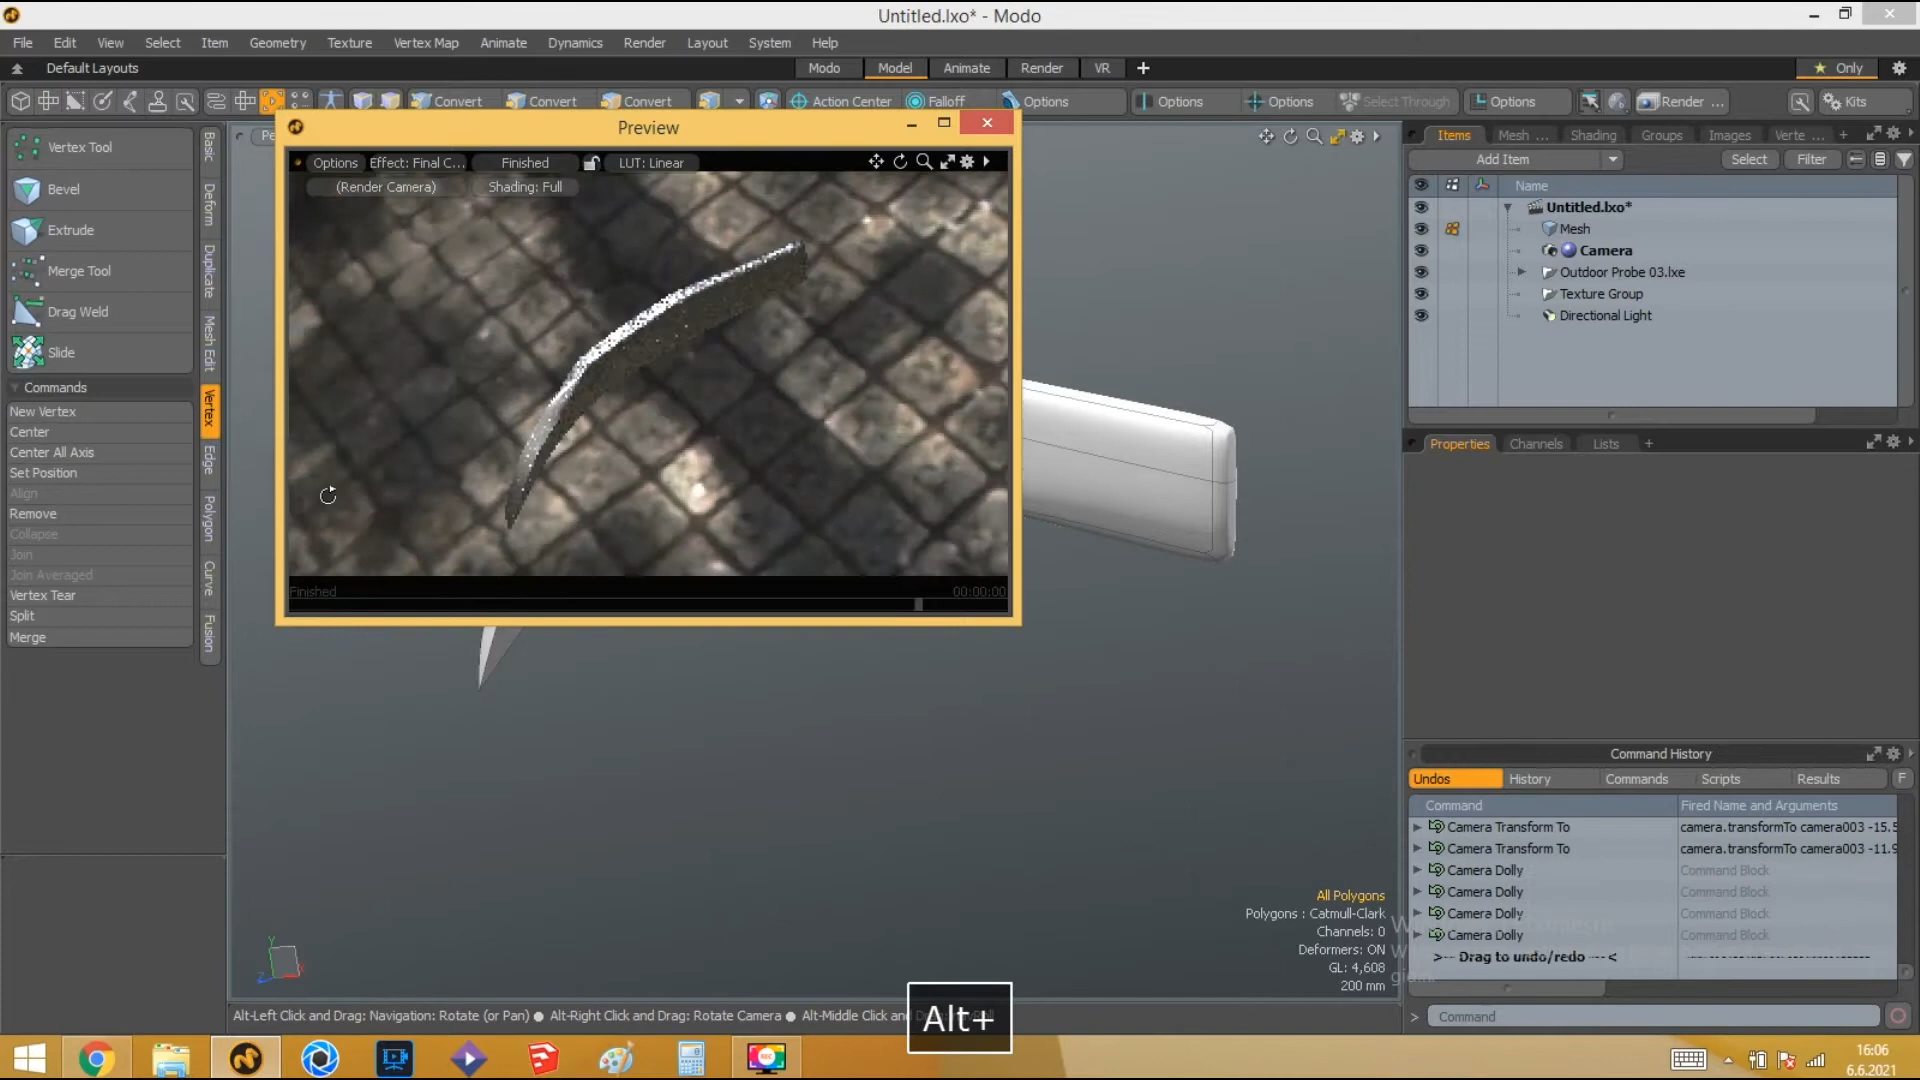 Untitled.lxo* - Modo
File Edit View Select Item Geometry Texture Vertex Map Animate Dynamics Render Layout System Help
Default Layouts Modo Model Animate Render VR + ★ Only
Convert Convert Convert Action Center Falloff Options Options Options Select Through Options Render ... Kits
Vertex Tool
Bevel
Extrude
Merge Tool
Drag Weld
Slide
Commands
New Vertex
Center
Center All Axis
Set Position
Align
Remove
Collapse
Join
Join Averaged
Vertex Tear
Split
Merge
Basic
Deform
Duplicate
Mesh Edit
Vertex
Edge
Polygon
Curve
Fusion
Pe
Preview
Options Effect: Final C... Finished LUT: Linear
(Render Camera) Shading: Full
Finished 00:00:00
Items Mesh ... Shading Groups Images Verte ... +
Add Item Select Filter
Name
Untitled.lxo*
Mesh
Camera
Outdoor Probe 03.lxe
Texture Group
Directional Light
Properties Channels Lists +
Command History
Undos History Commands Scripts Results F
Command Fired Name and Arguments
Camera Transform To camera.transformTo camera003 -15.5
Camera Transform To camera.transformTo camera003 -11.9
Camera Dolly Command Block
Camera Dolly Command Block
Camera Dolly Command Block
Camera Dolly Command Block
>--- Drag to undo/redo ---<
> Command
All Polygons
Polygons : Catmull-Clark
Channels: 0
Deformers: ON
GL: 4,608
200 mm
Y
Z
X
Alt-Left Click and Drag: Navigation: Rotate (or Pan) ● Alt-Right Click and Drag: Rotate Camera ● Alt-Middle Click and
Alt+
REC
16:06
6.6.2021